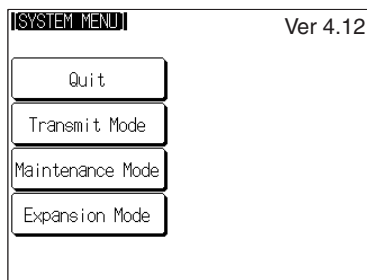 [SYSTEM MENU]
Ver 4.12
Quit
Transmit Mode
Maintenance Mode
Expansion Mode